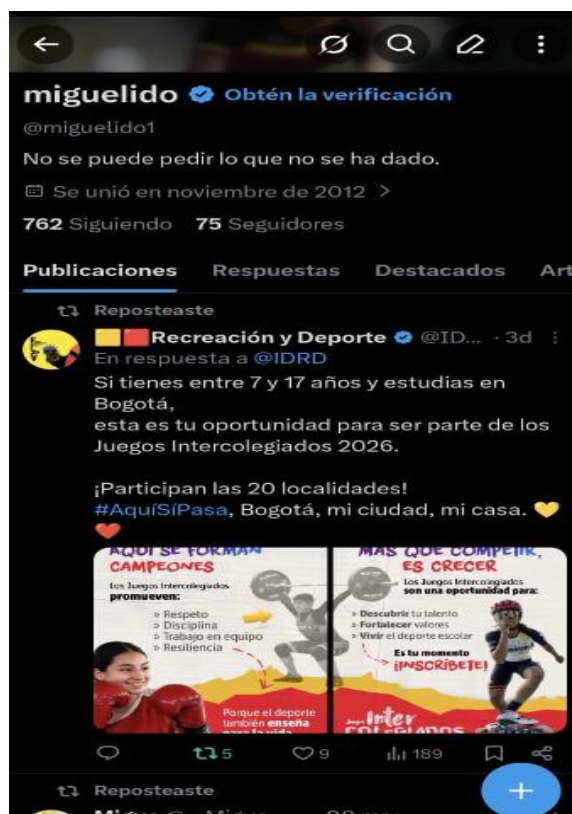 miguelido Obtén la verificación
@miguelido1
No se puede pedir lo que no se ha dado.
Se unió en noviembre de 2012 >
762 Siguiendo 75 Seguidores
Publicaciones Respuestas Destacados Art
Reposteaste
Recreación y Deporte @ID... · 3d
En respuesta a @IDRD
Si tienes entre 7 y 17 años y estudias en
Bogotá,
esta es tu oportunidad para ser parte de los
Juegos Intercolegiados 2026.
¡Participan las 20 localidades!
#AquíSíPasa, Bogotá, mi ciudad, mi casa.
AQUÍ SE FORMAN
CAMPEONES
Los Juegos Intercolegiados
promueven:
» Respeto
» Disciplina
» Trabajo en equipo
» Resiliencia
Porque el deporte
también enseña
para la vida
MÁS QUE COMPETIR,
ES CRECER
Los Juegos Intercolegiados
son una oportunidad para:
» Descubrir tu talento
» Fortalecer valores
» Vivir el deporte escolar
Es tu momento
¡INSCRÍBETE!
Inter
COLEGIADOS
5 9 189
Reposteaste